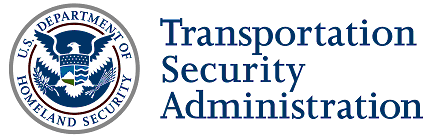 U.S. DEPARTMENT OF
HOMELAND SECURITY
Transportation
Security
Administration